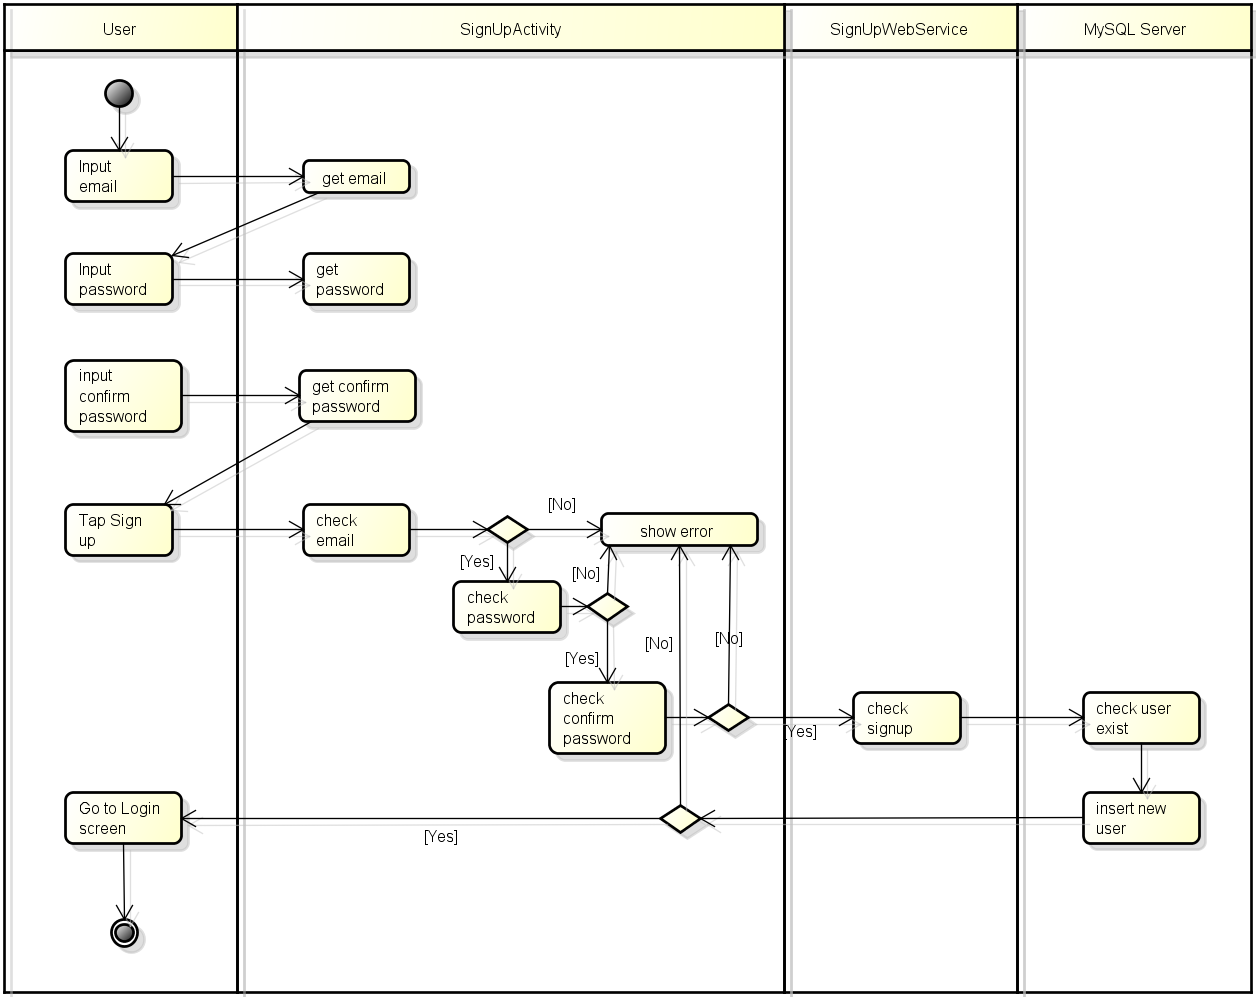 User
SignUpActivity
SignUpWebService
MySQL Server
Input
email
get email
Input
password
get
password
input
confirm
password
get confirm
password
Tap Sign
up
check
email
[No]
show error
[Yes]
check
password
[No]
[Yes]
[No]
[No]
check
confirm
password
[Yes]
check
signup
check user
exist
Go to Login
screen
[Yes]
insert new
user